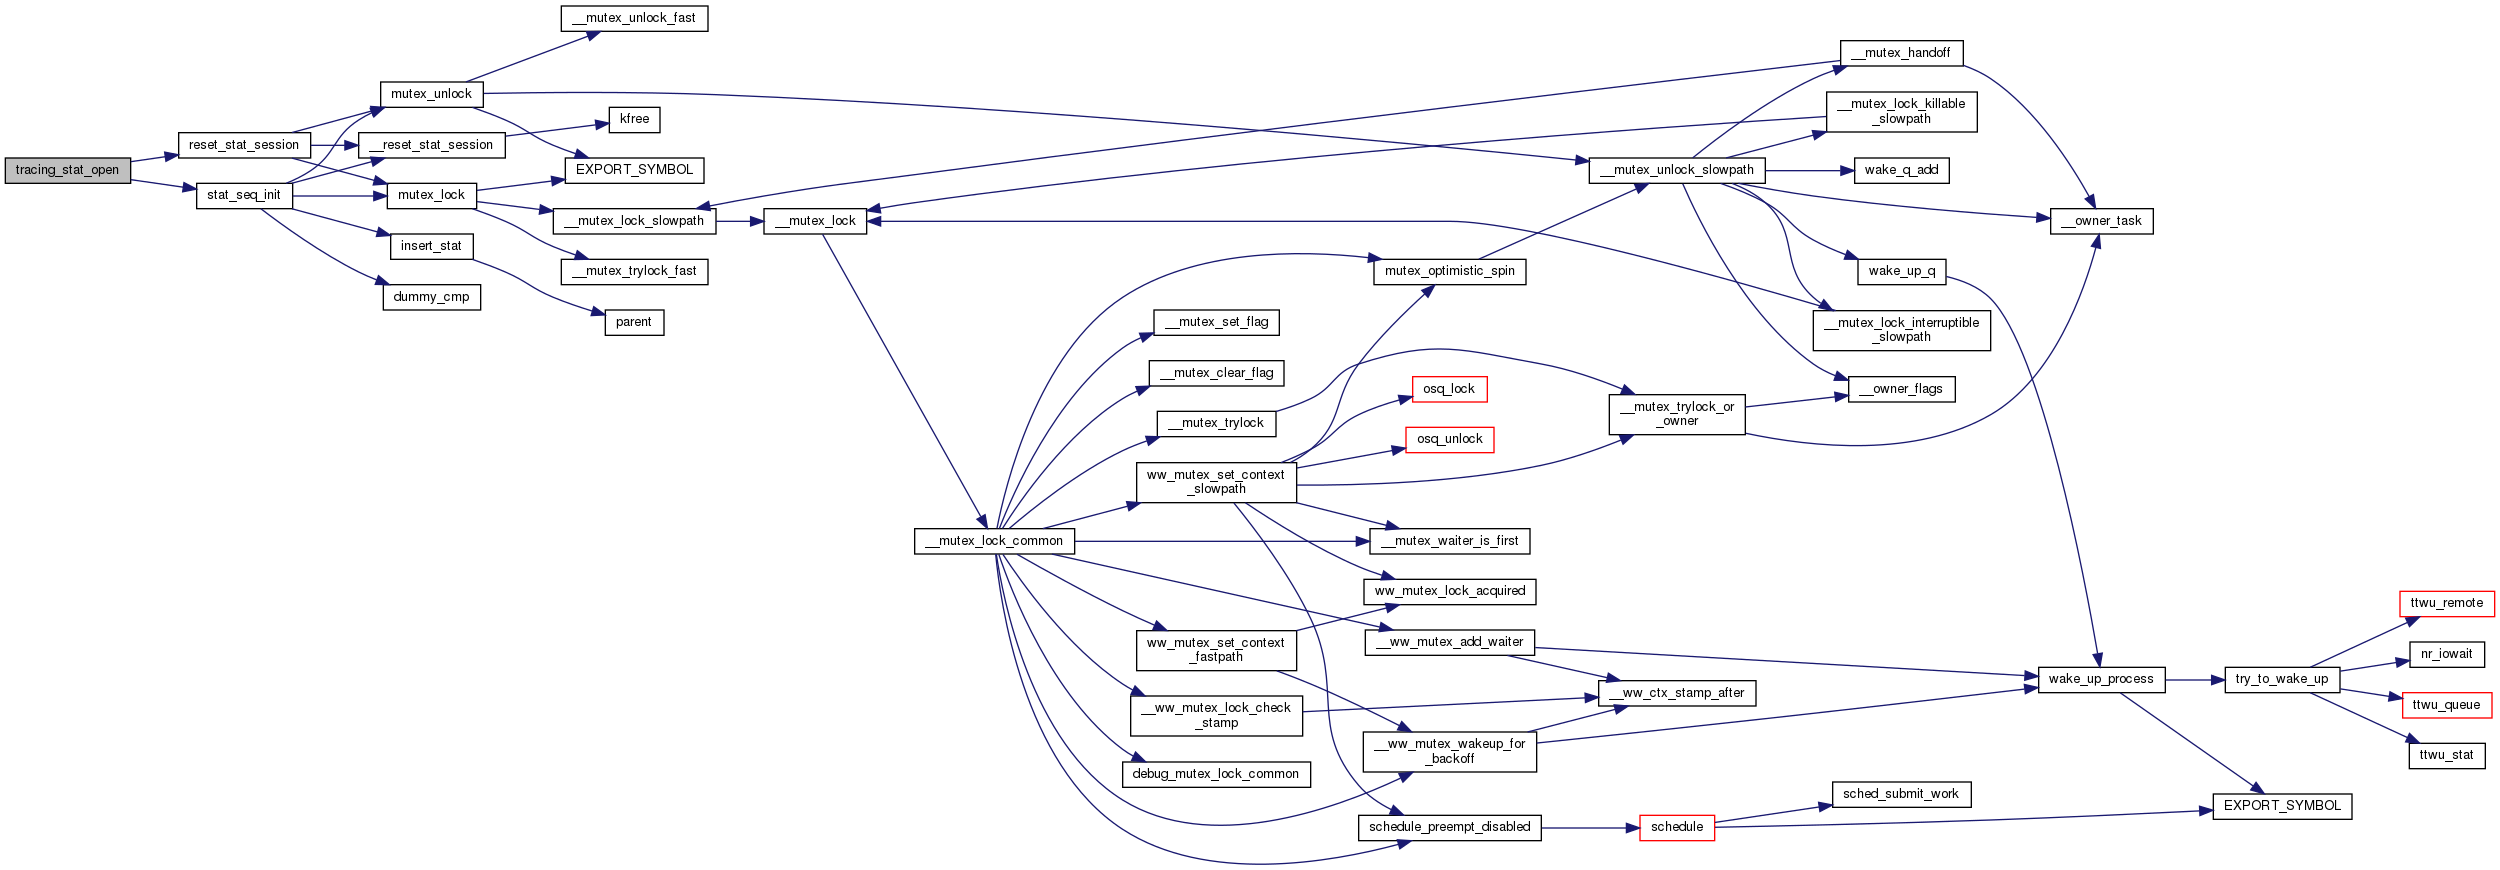 tracing_stat_open
reset_stat_session
stat_seq_init
mutex_unlock
__reset_stat_session
mutex_lock
insert_stat
dummy_cmp
__mutex_unlock_fast
kfree
EXPORT_SYMBOL
__mutex_lock_slowpath
__mutex_trylock_fast
parent
__mutex_lock
__mutex_lock_common
__mutex_set_flag
__mutex_clear_flag
__mutex_trylock
ww_mutex_set_context
_slowpath
ww_mutex_set_context
_fastpath
__ww_mutex_lock_check
_stamp
debug_mutex_lock_common
mutex_optimistic_spin
osq_lock
osq_unlock
__mutex_waiter_is_first
ww_mutex_lock_acquired
__ww_mutex_add_waiter
__ww_mutex_wakeup_for
_backoff
schedule_preempt_disabled
__mutex_unlock_slowpath
__mutex_trylock_or
_owner
__ww_ctx_stamp_after
schedule
__mutex_handoff
__mutex_lock_killable
_slowpath
wake_q_add
wake_up_q
__mutex_lock_interruptible
_slowpath
__owner_flags
sched_submit_work
__owner_task
wake_up_process
try_to_wake_up
EXPORT_SYMBOL
ttwu_remote
nr_iowait
ttwu_queue
ttwu_stat